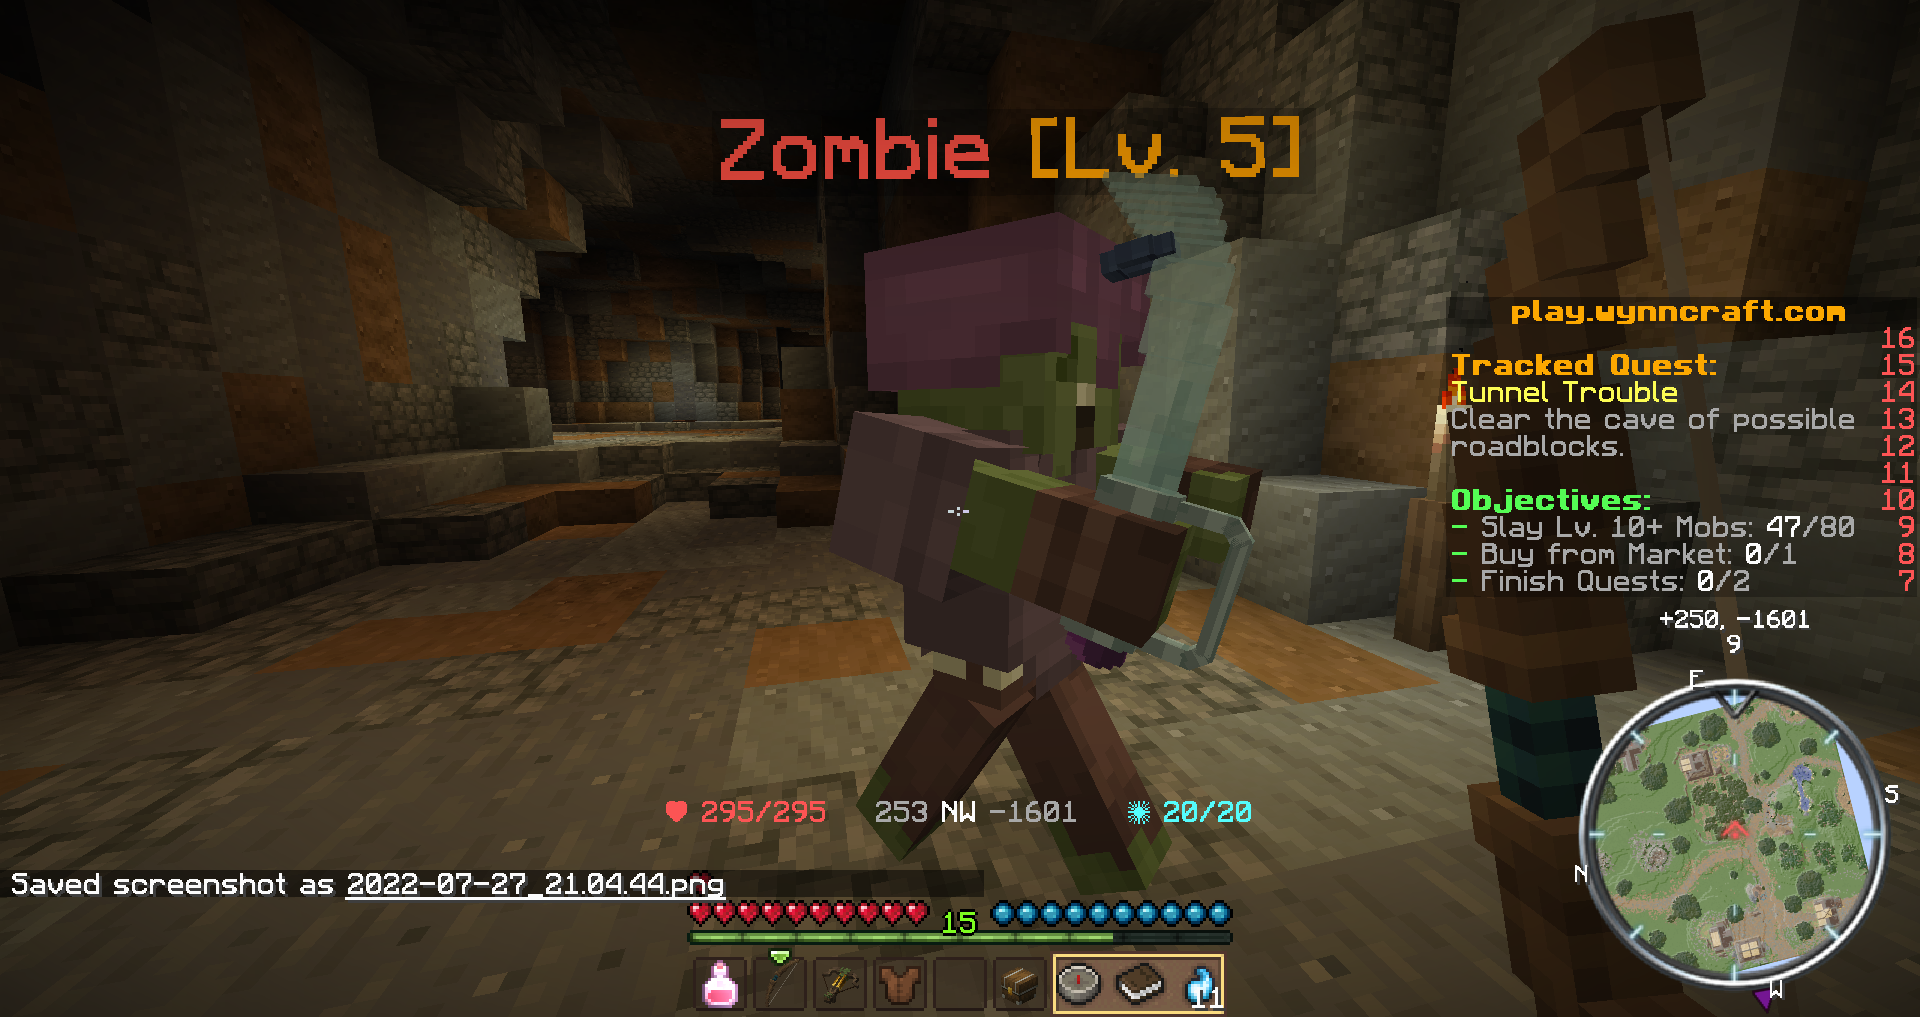 Zombie [Lv. 5]
play.wynncraft.com
16
Tracked Quest: 15
Tunnel Trouble 14
Clear the cave of possible 13
roadblocks. 12
11
Objectives: 10
- Slay Lv. 10+ Mobs: 47/80 9
- Buy from Market: 0/1 8
- Finish Quests: 0/2 7
+250, -1601
9
E
S
N
W
295/295 253 NW -1601 20/20
Saved screenshot as 2022-07-27_21.04.44.png
15
11